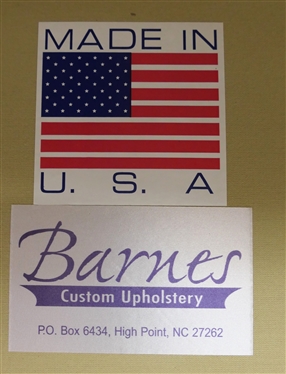 MADE IN
U. S. A
Barnes
Custom Upholstery
P.O. Box 6434, High Point, NC 27262